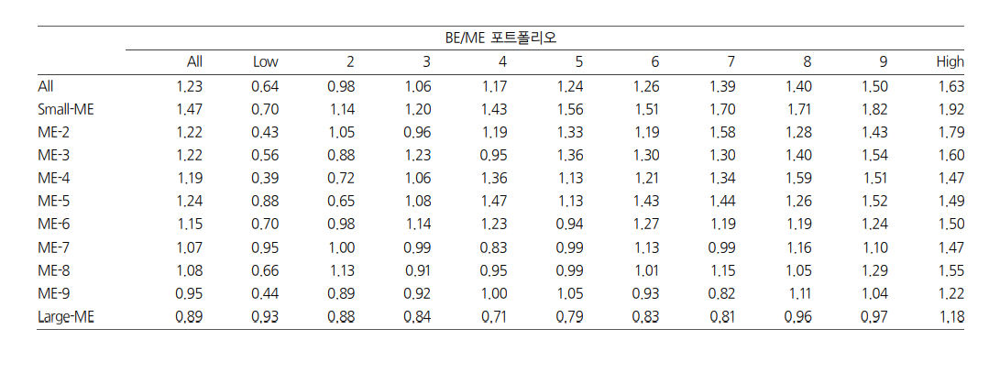 BE/ME 포트폴리오
All Low 2 3 4 5 6 7 8 9 High
All 1.23 0.64 0.98 1.06 1.17 1.24 1.26 1.39 1.40 1.50 1.63
Small-ME 1.47 0.70 1.14 1.20 1.43 1.56 1.51 1.70 1.71 1.82 1.92
ME-2 1.22 0.43 1.05 0.96 1.19 1.33 1.19 1.58 1.28 1.43 1.79
ME-3 1.22 0.56 0.88 1.23 0.95 1.36 1.30 1.30 1.40 1.54 1.60
ME-4 1.19 0.39 0.72 1.06 1.36 1.13 1.21 1.34 1.59 1.51 1.47
ME-5 1.24 0.88 0.65 1.08 1.47 1.13 1.43 1.44 1.26 1.52 1.49
ME-6 1.15 0.70 0.98 1.14 1.23 0.94 1.27 1.19 1.19 1.24 1.50
ME-7 1.07 0.95 1.00 0.99 0.83 0.99 1.13 0.99 1.16 1.10 1.47
ME-8 1.08 0.66 1.13 0.91 0.95 0.99 1.01 1.15 1.05 1.29 1.55
ME-9 0.95 0.44 0.89 0.92 1.00 1.05 0.93 0.82 1.11 1.04 1.22
Large-ME 0.89 0.93 0.88 0.84 0.71 0.79 0.83 0.81 0.96 0.97 1.18